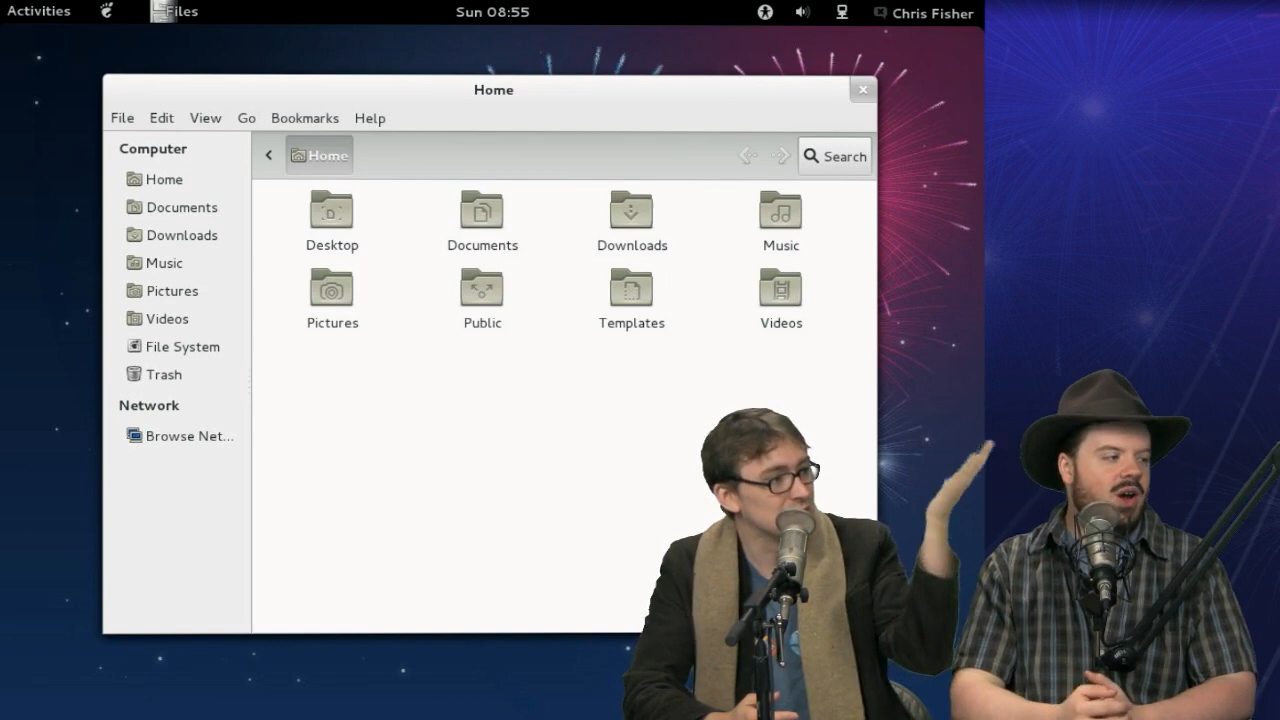 Activities Files Sun 08:55 Chris Fisher
Home
File Edit View Go Bookmarks Help
Computer
Home Search
Home
Documents
Downloads
Music
Pictures
Videos
File System
Trash
Network
Browse Net...
Desktop Documents Downloads Music
Pictures Public Templates Videos